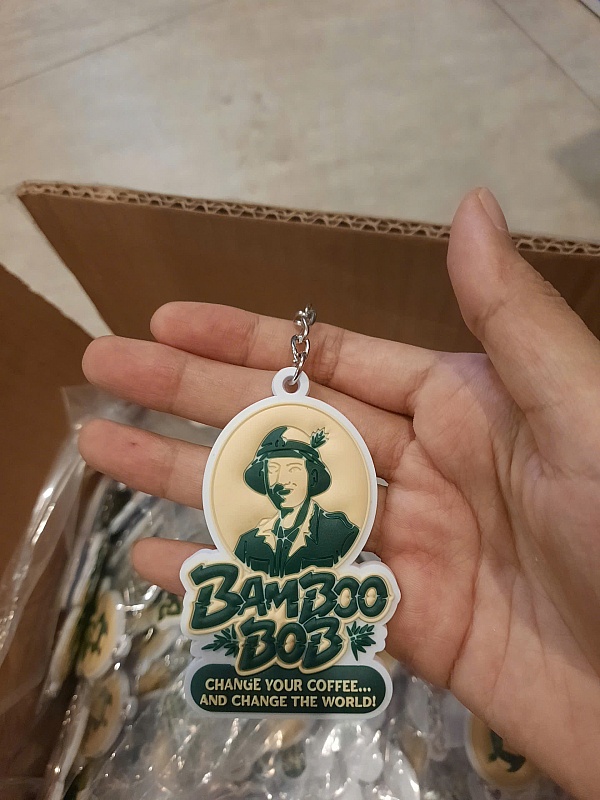 BAMBOO
BOB
CHANGE YOUR COFFEE...
AND CHANGE THE WORLD!